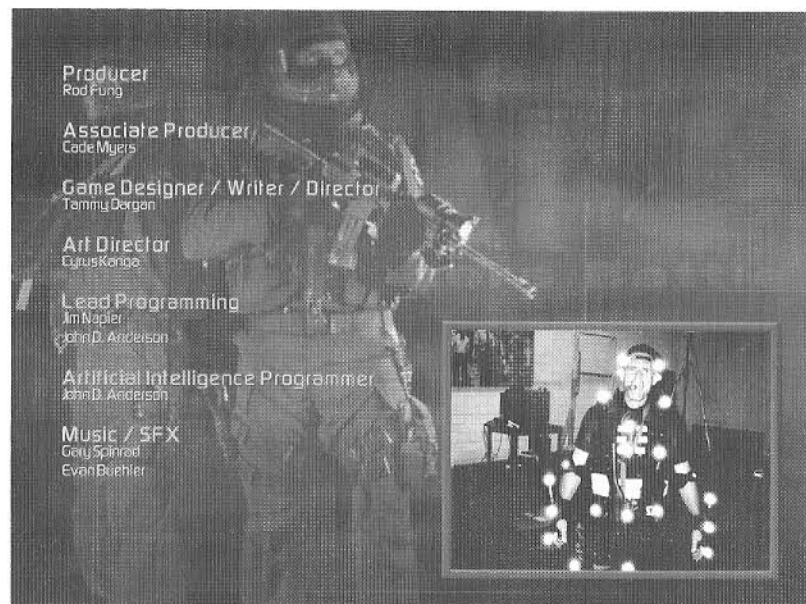 Producer
Rod Fung
Associate Producer
Cade Myers
Game Designer / Writer / Director
Tammy Dargan
Art Director
Cyrus Kanga
Lead Programming
Jim Napier
John D. Anderson
Artificial Intelligence Programmer
John D. Anderson
Music / SFX
Gary Spinrad
Evan Buehler